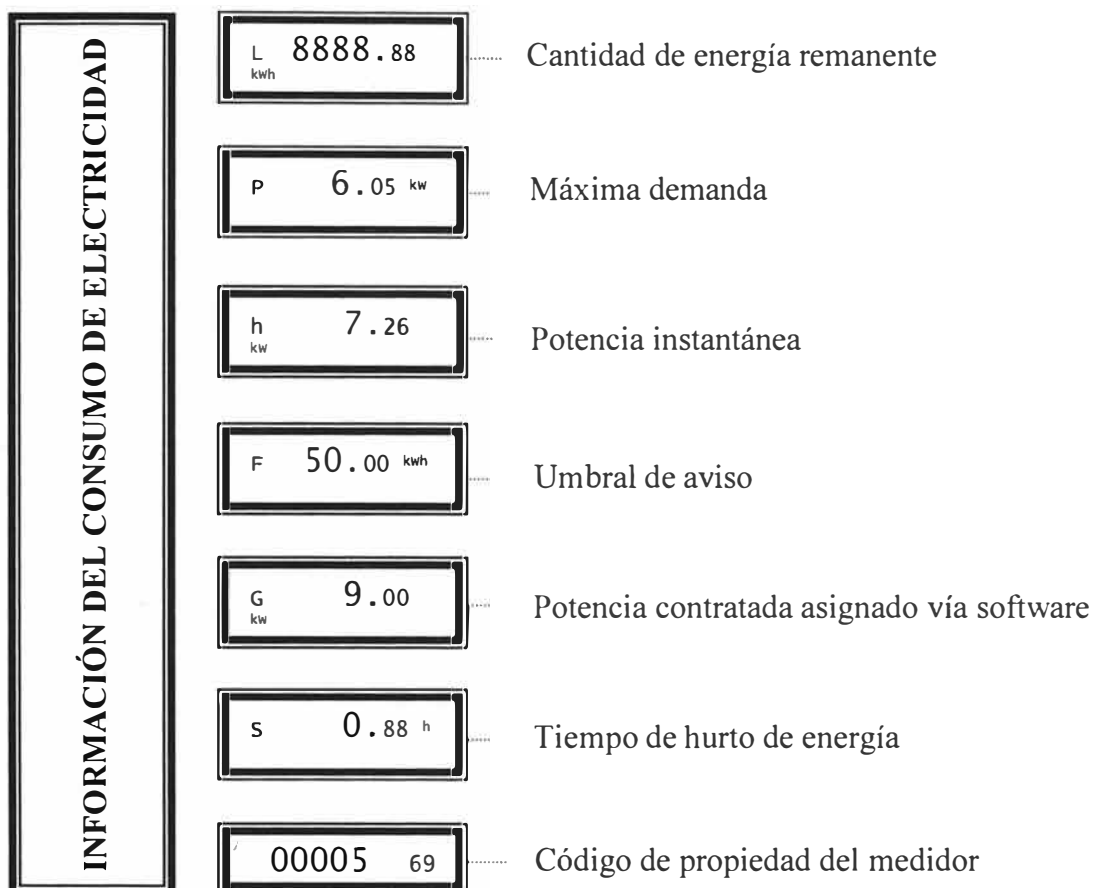 INFORMACIÓN DEL CONSUMO DE ELECTRICIDAD
L 8888.88
kwh
Cantidad de energía remanente
P 6.05 kw
Máxima demanda
h 7.26
kw
Potencia instantánea
F 50.00 kwh
Umbral de aviso
G 9.00
kw
Potencia contratada asignado vía software
S 0.88 h
Tiempo de hurto de energía
00005 69
Código de propiedad del medidor